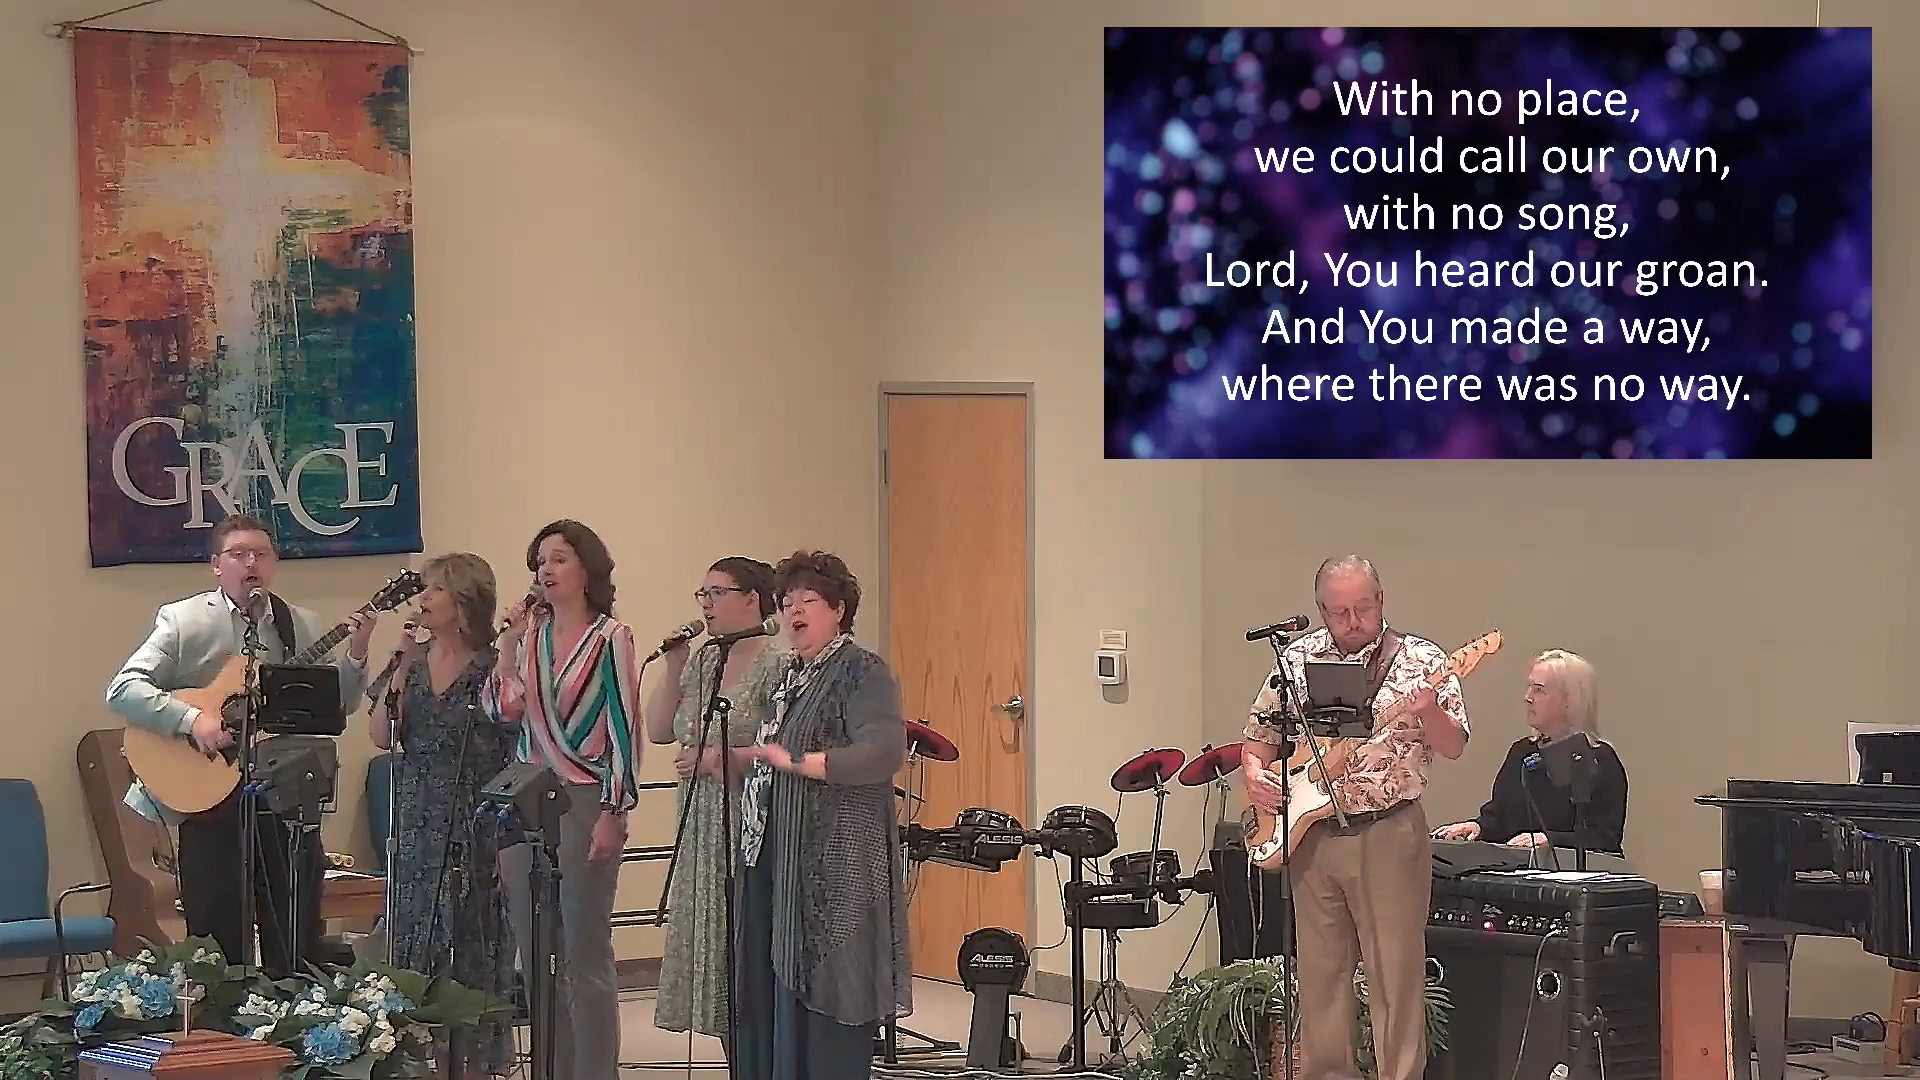 With no place,
we could call our own,
with no song,
Lord, You heard our groan.
And You made a way,
where there was no way.
GRACE
ALESIS
ALESIS